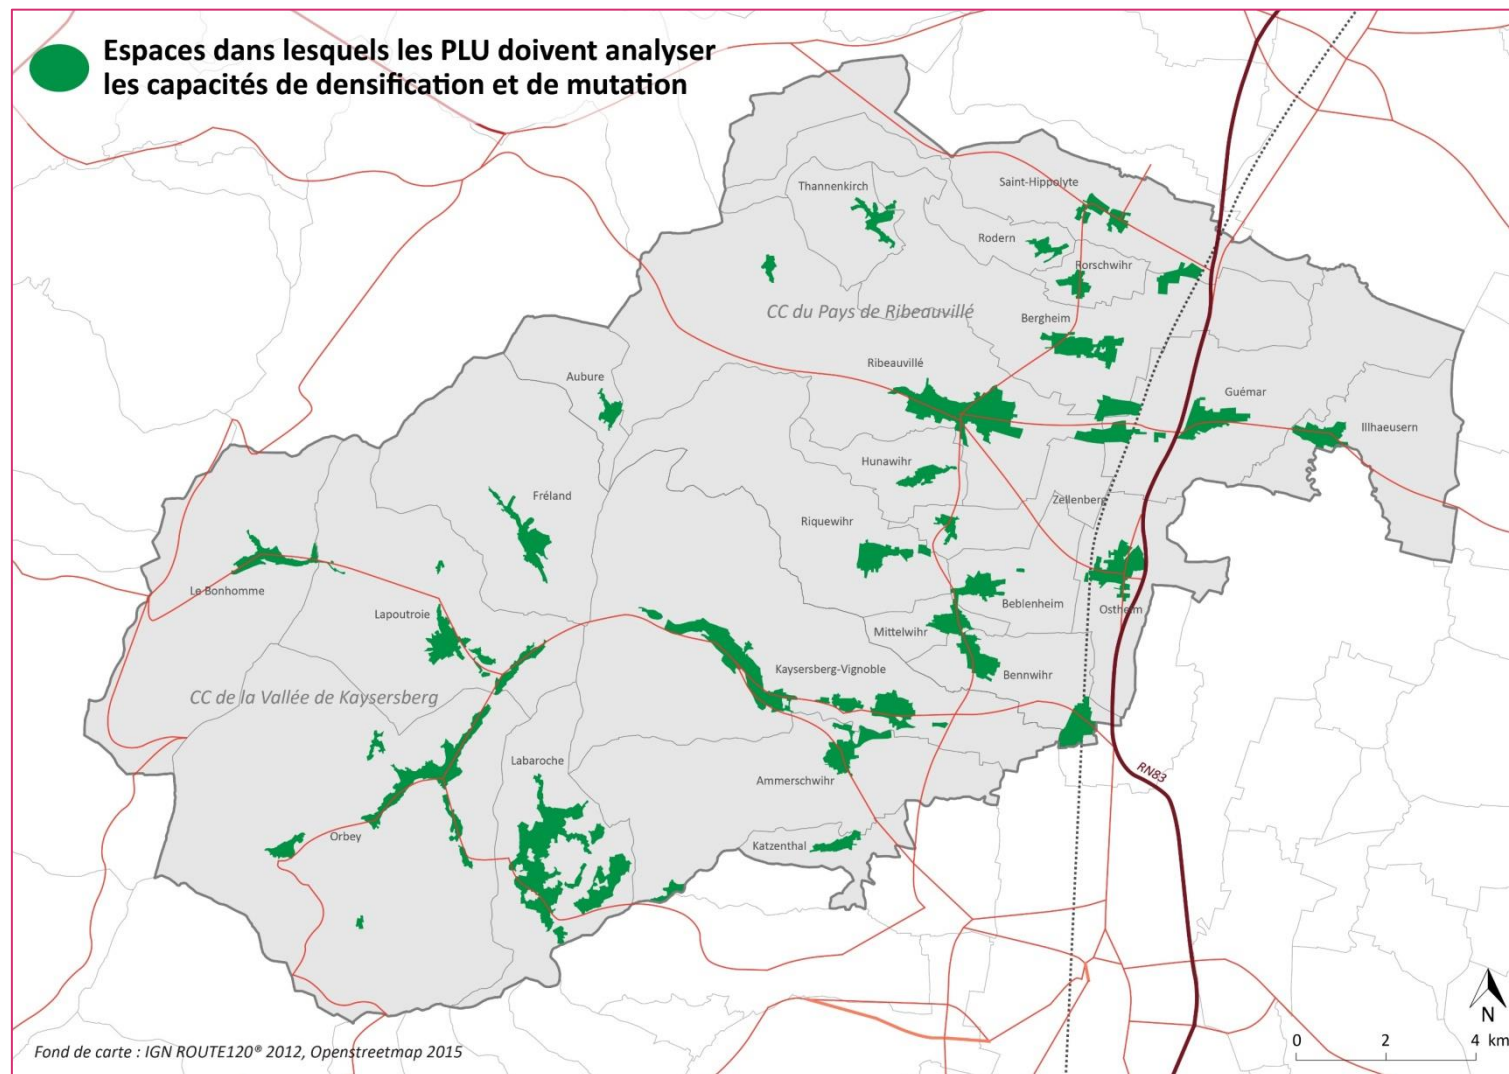 Espaces dans lesquels les PLU doivent analyser
les capacités de densification et de mutation
Saint-Hippolyte
Thannenkirch
Rodern
Rorschwihr
CC du Pays de Ribeauvillé
Bergheim
Ribeauvillé
Aubure
Guémar
Illhaeusern
Hunawihr
Fréland
Zellenberg
Riquewihr
Le Bonhomme
Beblenheim
Ostheim
Lapoutroie
Mittelwihr
Kaysersberg-Vignoble
Bennwihr
CC de la Vallée de Kaysersberg
Labaroche
Ammerschwihr
RN83
Orbey
Katzenthal
N
Fond de carte : IGN ROUTE120® 2012, Openstreetmap 2015
0 2 4 km